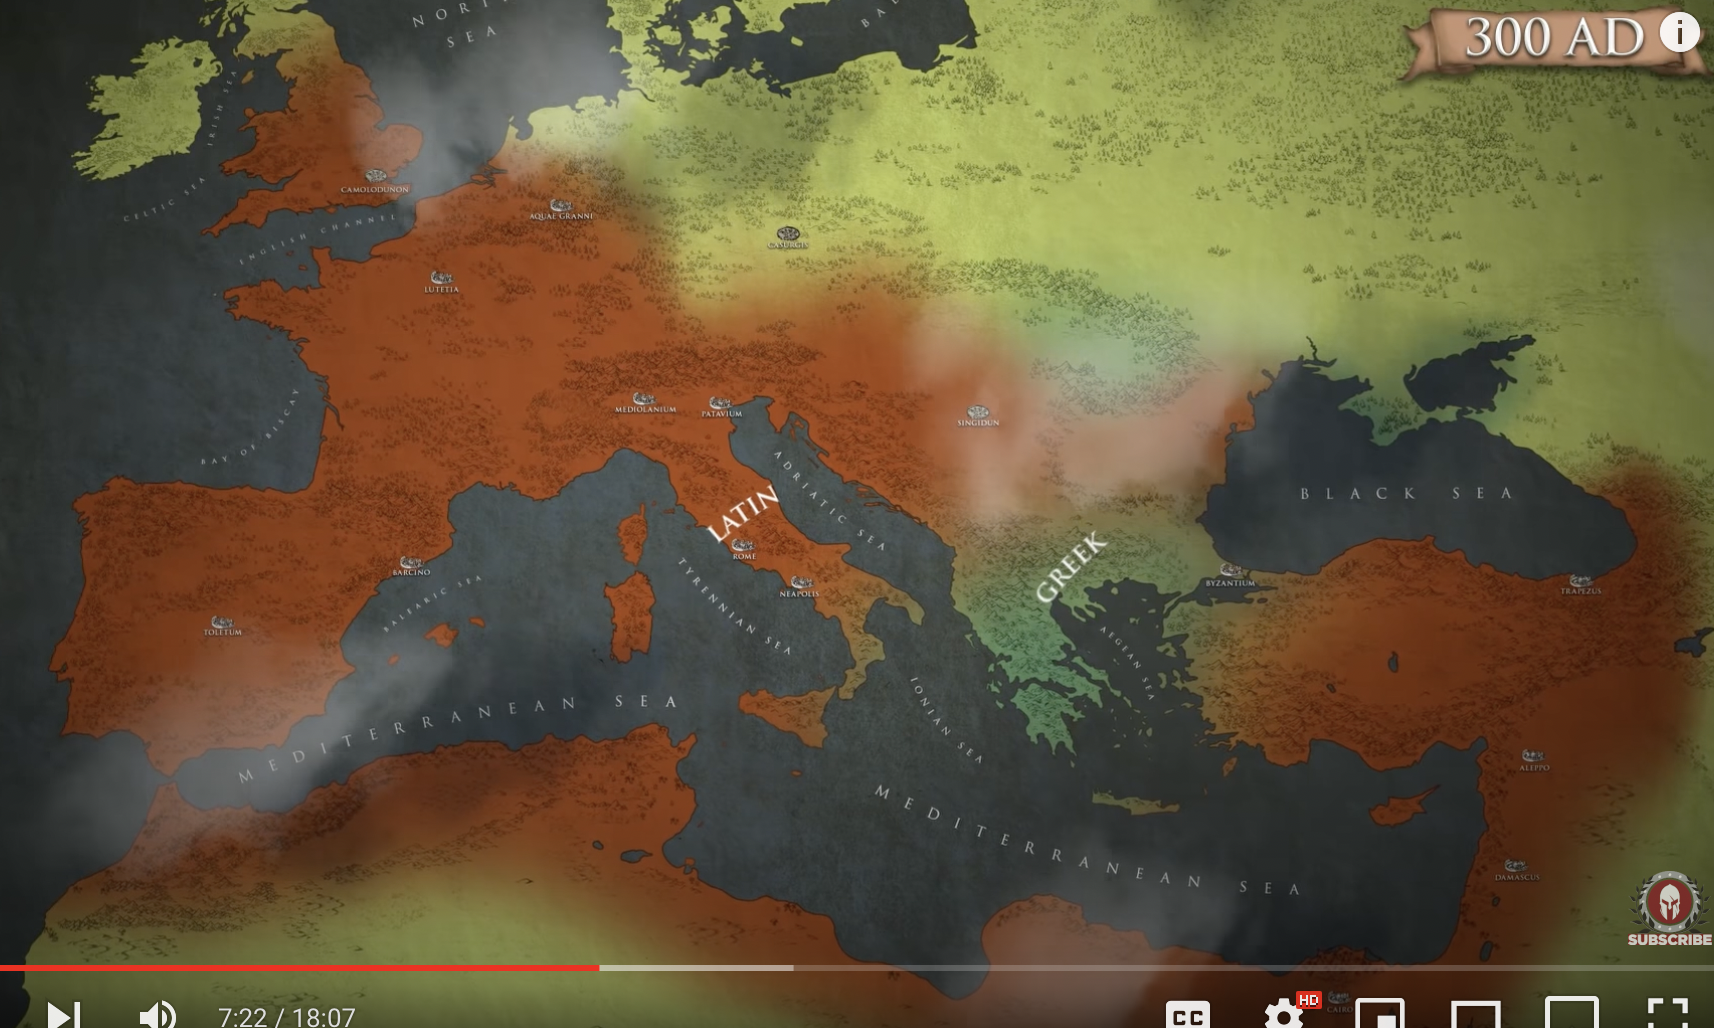 NORT
SEA
BAL
300 AD
i
IRISH SEA
CAMOLODUNON
CELTIC SEA
AQUAE GRANNI
ENGLISH CHANNEL
CASURGIS
LUTETIA
MEDIOLANIUM
PATAVIUM
SINGIDUN
BAY OF BISCAY
ADRIATIC SEA
BLACK SEA
LATIN
ROME
GREEK
BARCINO
BALEARIC SEA
TYRENNIAN SEA
NEAPOLIS
BYZANTIUM
TRAPEZUS
TOLETUM
AEGEAN SEA
IONIAN SEA
MEDITERRANEAN SEA
ALEPPO
MEDITERRANEAN SEA
DAMASCUS
SUBSCRIBE
CAIRO
7:22 / 18:07
CC
HD